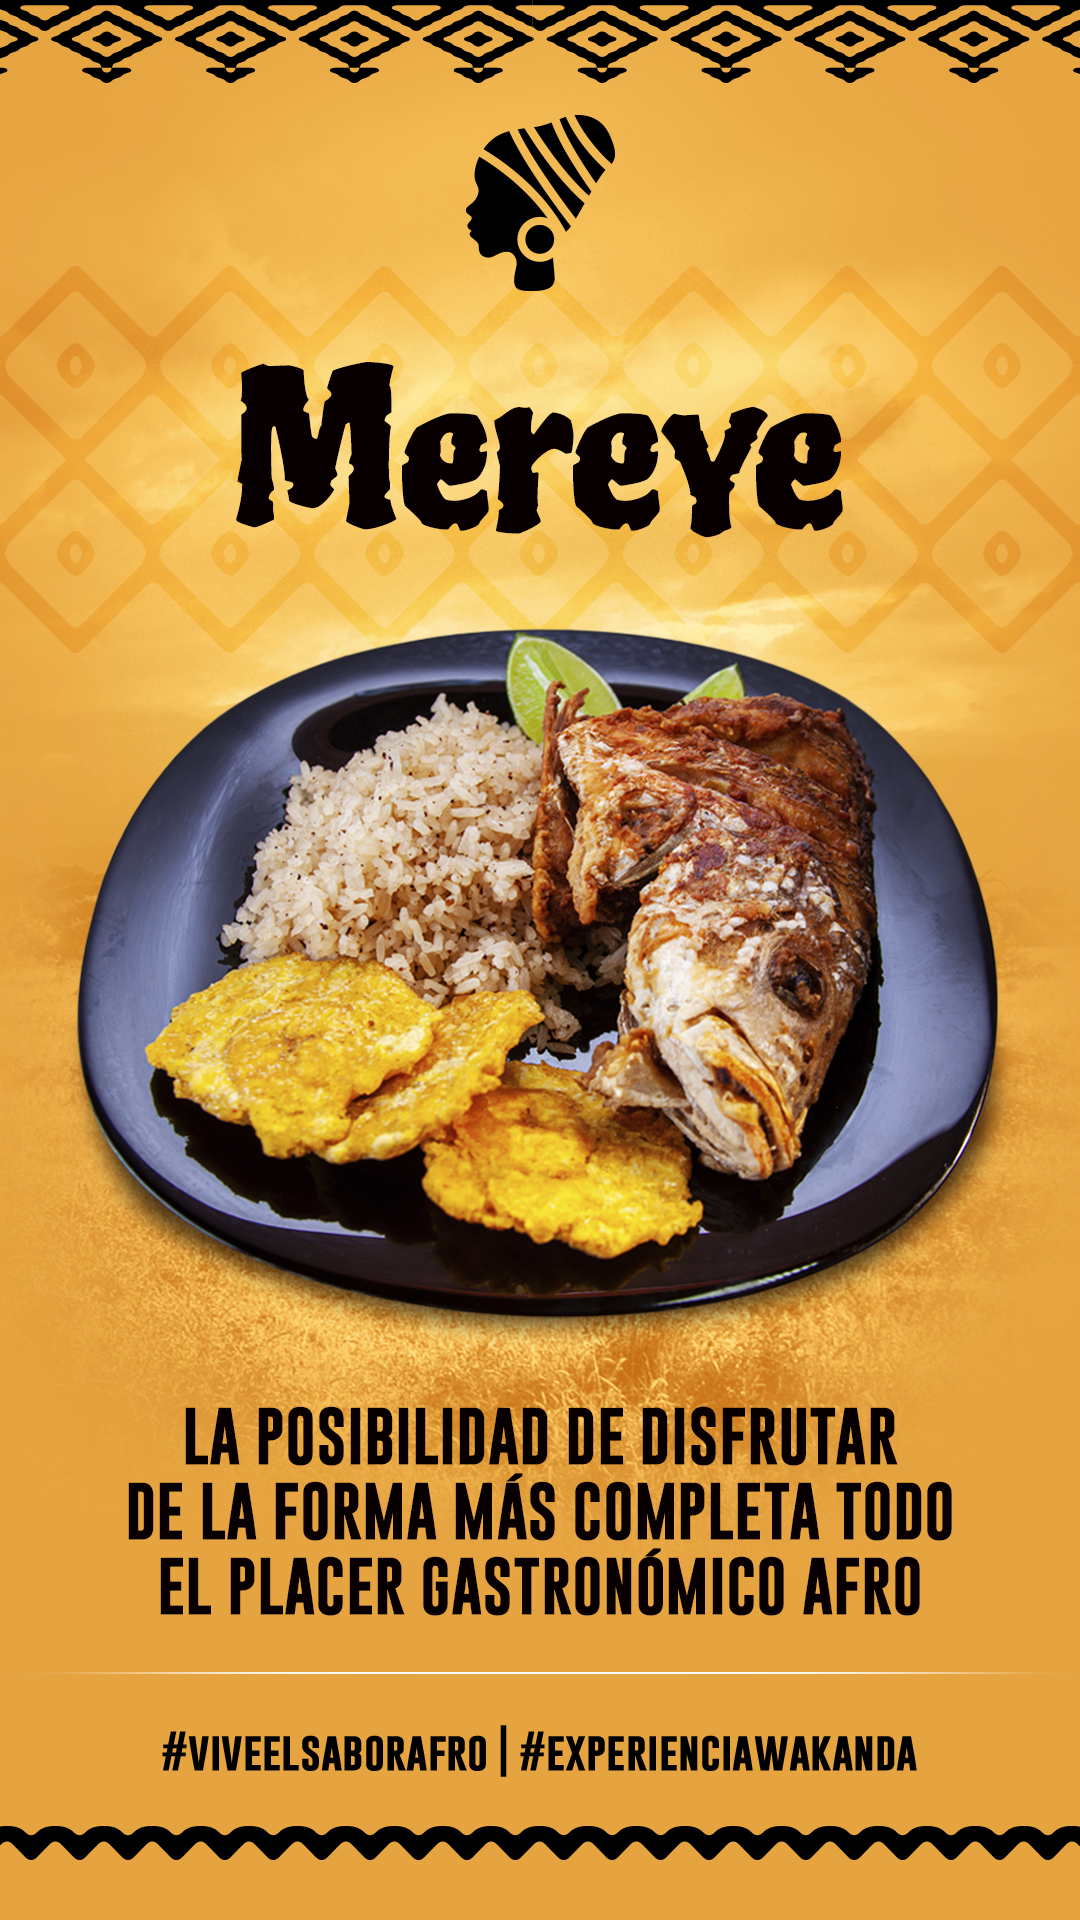 Mereye
LA POSIBILIDAD DE DISFRUTAR
DE LA FORMA MÁS COMPLETA TODO
EL PLACER GASTRONÓMICO AFRO
#VIVEELSABORAFRO | #EXPERIENCIAWAKANDA